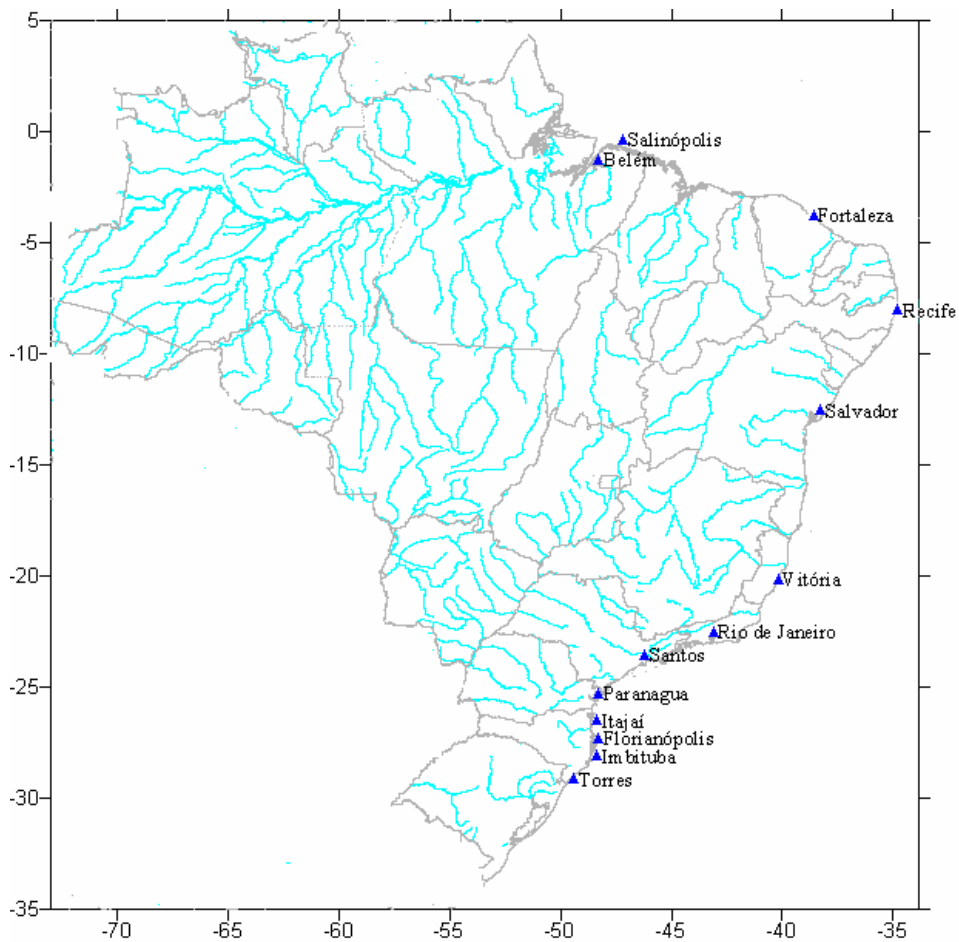 5
0
Salinópolis
Belém
Fortaleza
-5
Recife
-10
Salvador
-15
-20
Vitória
Rio de Janeiro
Santos
-25
Paranagua
Itajaí
Florianópolis
Imbituba
Torres
-30
-35
-70 -65 -60 -55 -50 -45 -40 -35